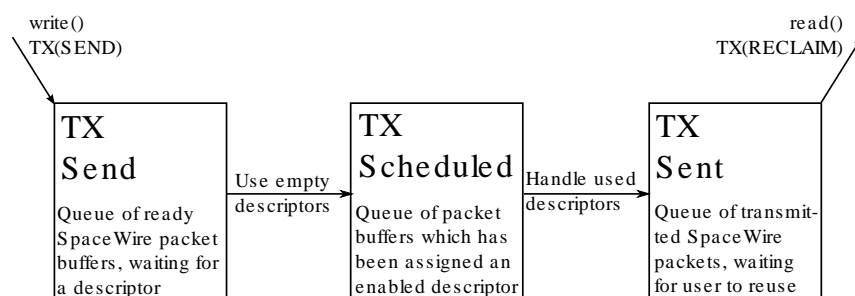 write()
TX(SEND)
read()
TX(RECLAIM)
TX
Send
Queue of ready
SpaceWire packet
buffers, waiting for
a descriptor
Use empty
descriptors
TX
Scheduled
Queue of packet
buffers which has
been assigned an
enabled descriptor
Handle used
descriptors
TX
Sent
Queue of transmit-
ted SpaceWire
packets, waiting
for user to reuse